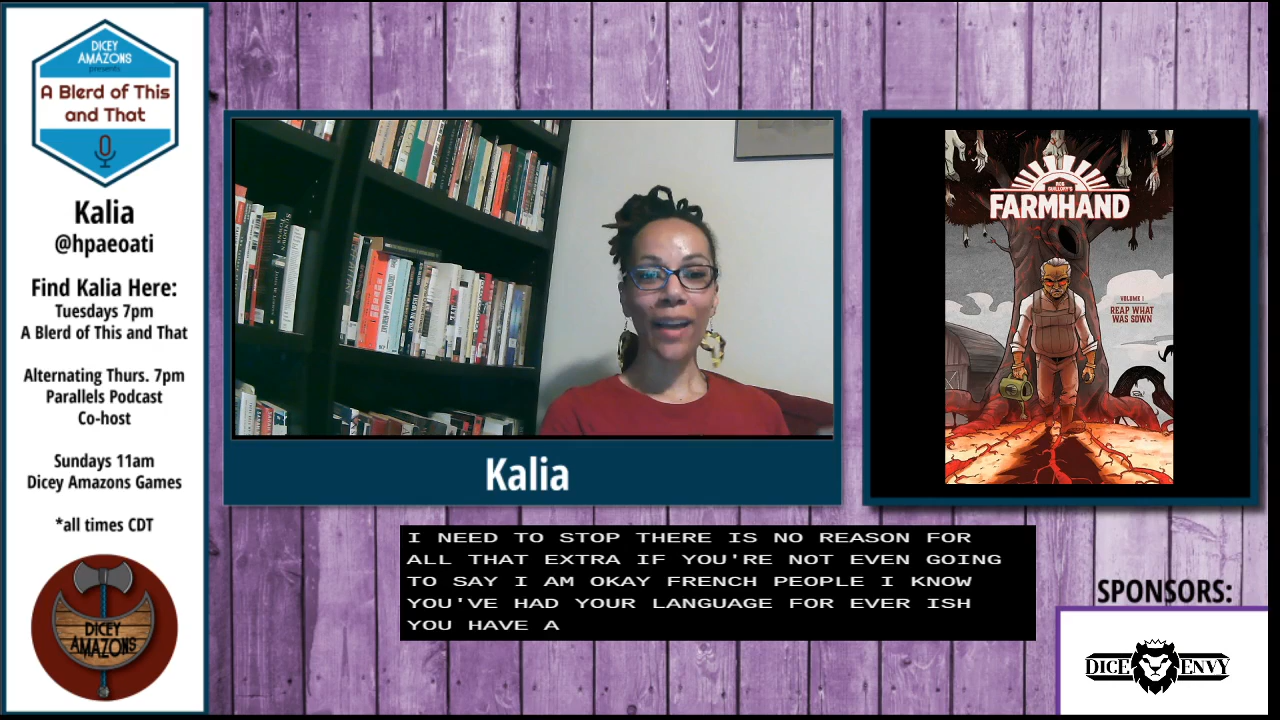 DICEY
AMAZONS
presents
A Blerd of This
and That
Kalia
@hpaeoati
Find Kalia Here:
Tuesdays 7pm
A Blerd of This and That
Alternating Thurs. 7pm
Parallels Podcast
Co-host
Sundays 11am
Dicey Amazons Games
*all times CDT
DICEY
AMAZONS
Kalia
ROB
GUILLORY'S
FARMHAND
VOLUME 1
REAP WHAT
WAS SOWN
I NEED TO STOP THERE IS NO REASON FOR
ALL THAT EXTRA IF YOU'RE NOT EVEN GOING
TO SAY I AM OKAY FRENCH PEOPLE I KNOW
YOU'VE HAD YOUR LANGUAGE FOR EVER ISH
YOU HAVE A
SPONSORS:
DICE ENVY